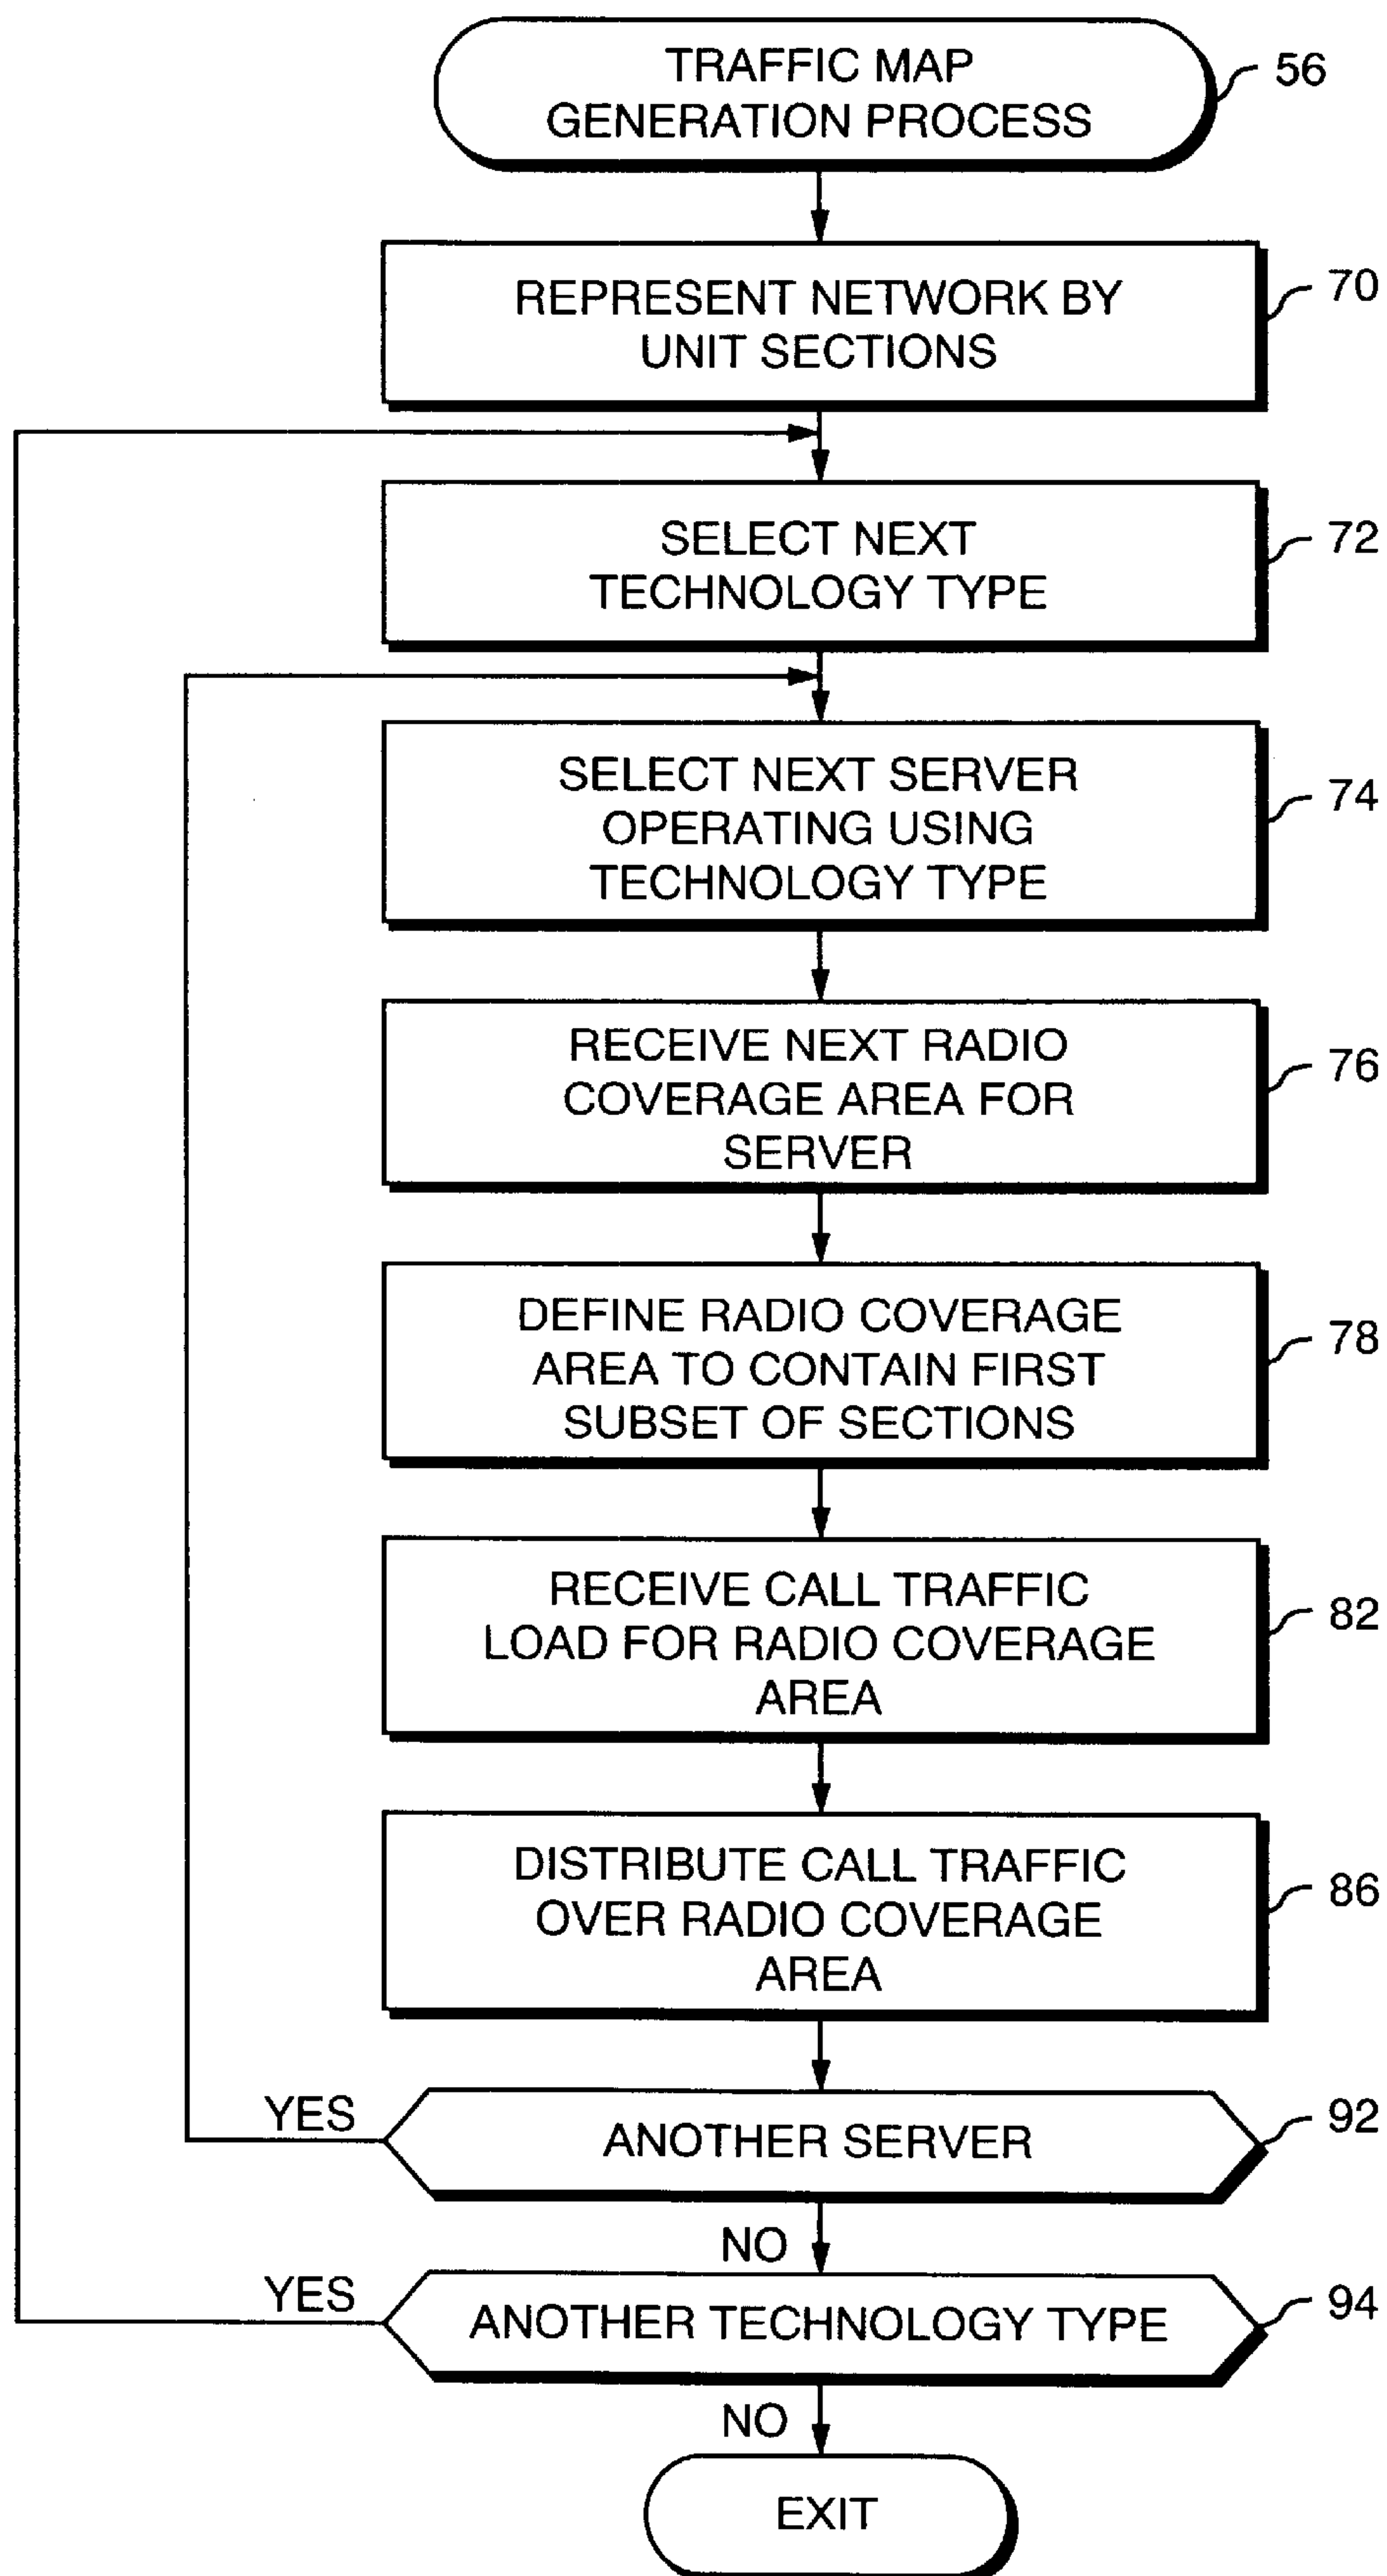 TRAFFIC MAP
GENERATION PROCESS
56
REPRESENT NETWORK BY
UNIT SECTIONS
70
SELECT NEXT
TECHNOLOGY TYPE
72
SELECT NEXT SERVER
OPERATING USING
TECHNOLOGY TYPE
74
RECEIVE NEXT RADIO
COVERAGE AREA FOR
SERVER
76
DEFINE RADIO COVERAGE
AREA TO CONTAIN FIRST
SUBSET OF SECTIONS
78
RECEIVE CALL TRAFFIC
LOAD FOR RADIO COVERAGE
AREA
82
DISTRIBUTE CALL TRAFFIC
OVER RADIO COVERAGE
AREA
86
YES
ANOTHER SERVER
92
NO
YES
ANOTHER TECHNOLOGY TYPE
94
NO
EXIT